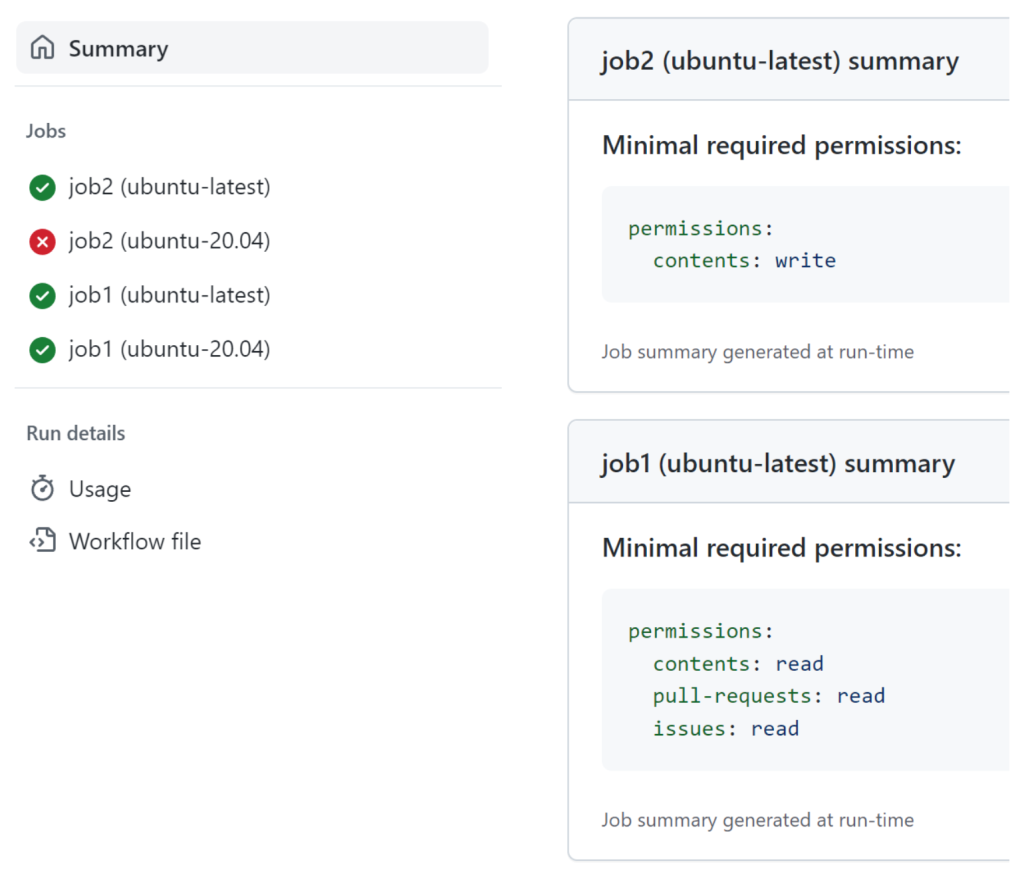 Summary
Jobs
job2 (ubuntu-latest)
job2 (ubuntu-20.04)
job1 (ubuntu-latest)
job1 (ubuntu-20.04)
Run details
Usage
Workflow file
job2 (ubuntu-latest) summary
Minimal required permissions:
permissions:
  contents: write
Job summary generated at run-time
job1 (ubuntu-latest) summary
Minimal required permissions:
permissions:
  contents: read
  pull-requests: read
  issues: read
Job summary generated at run-time